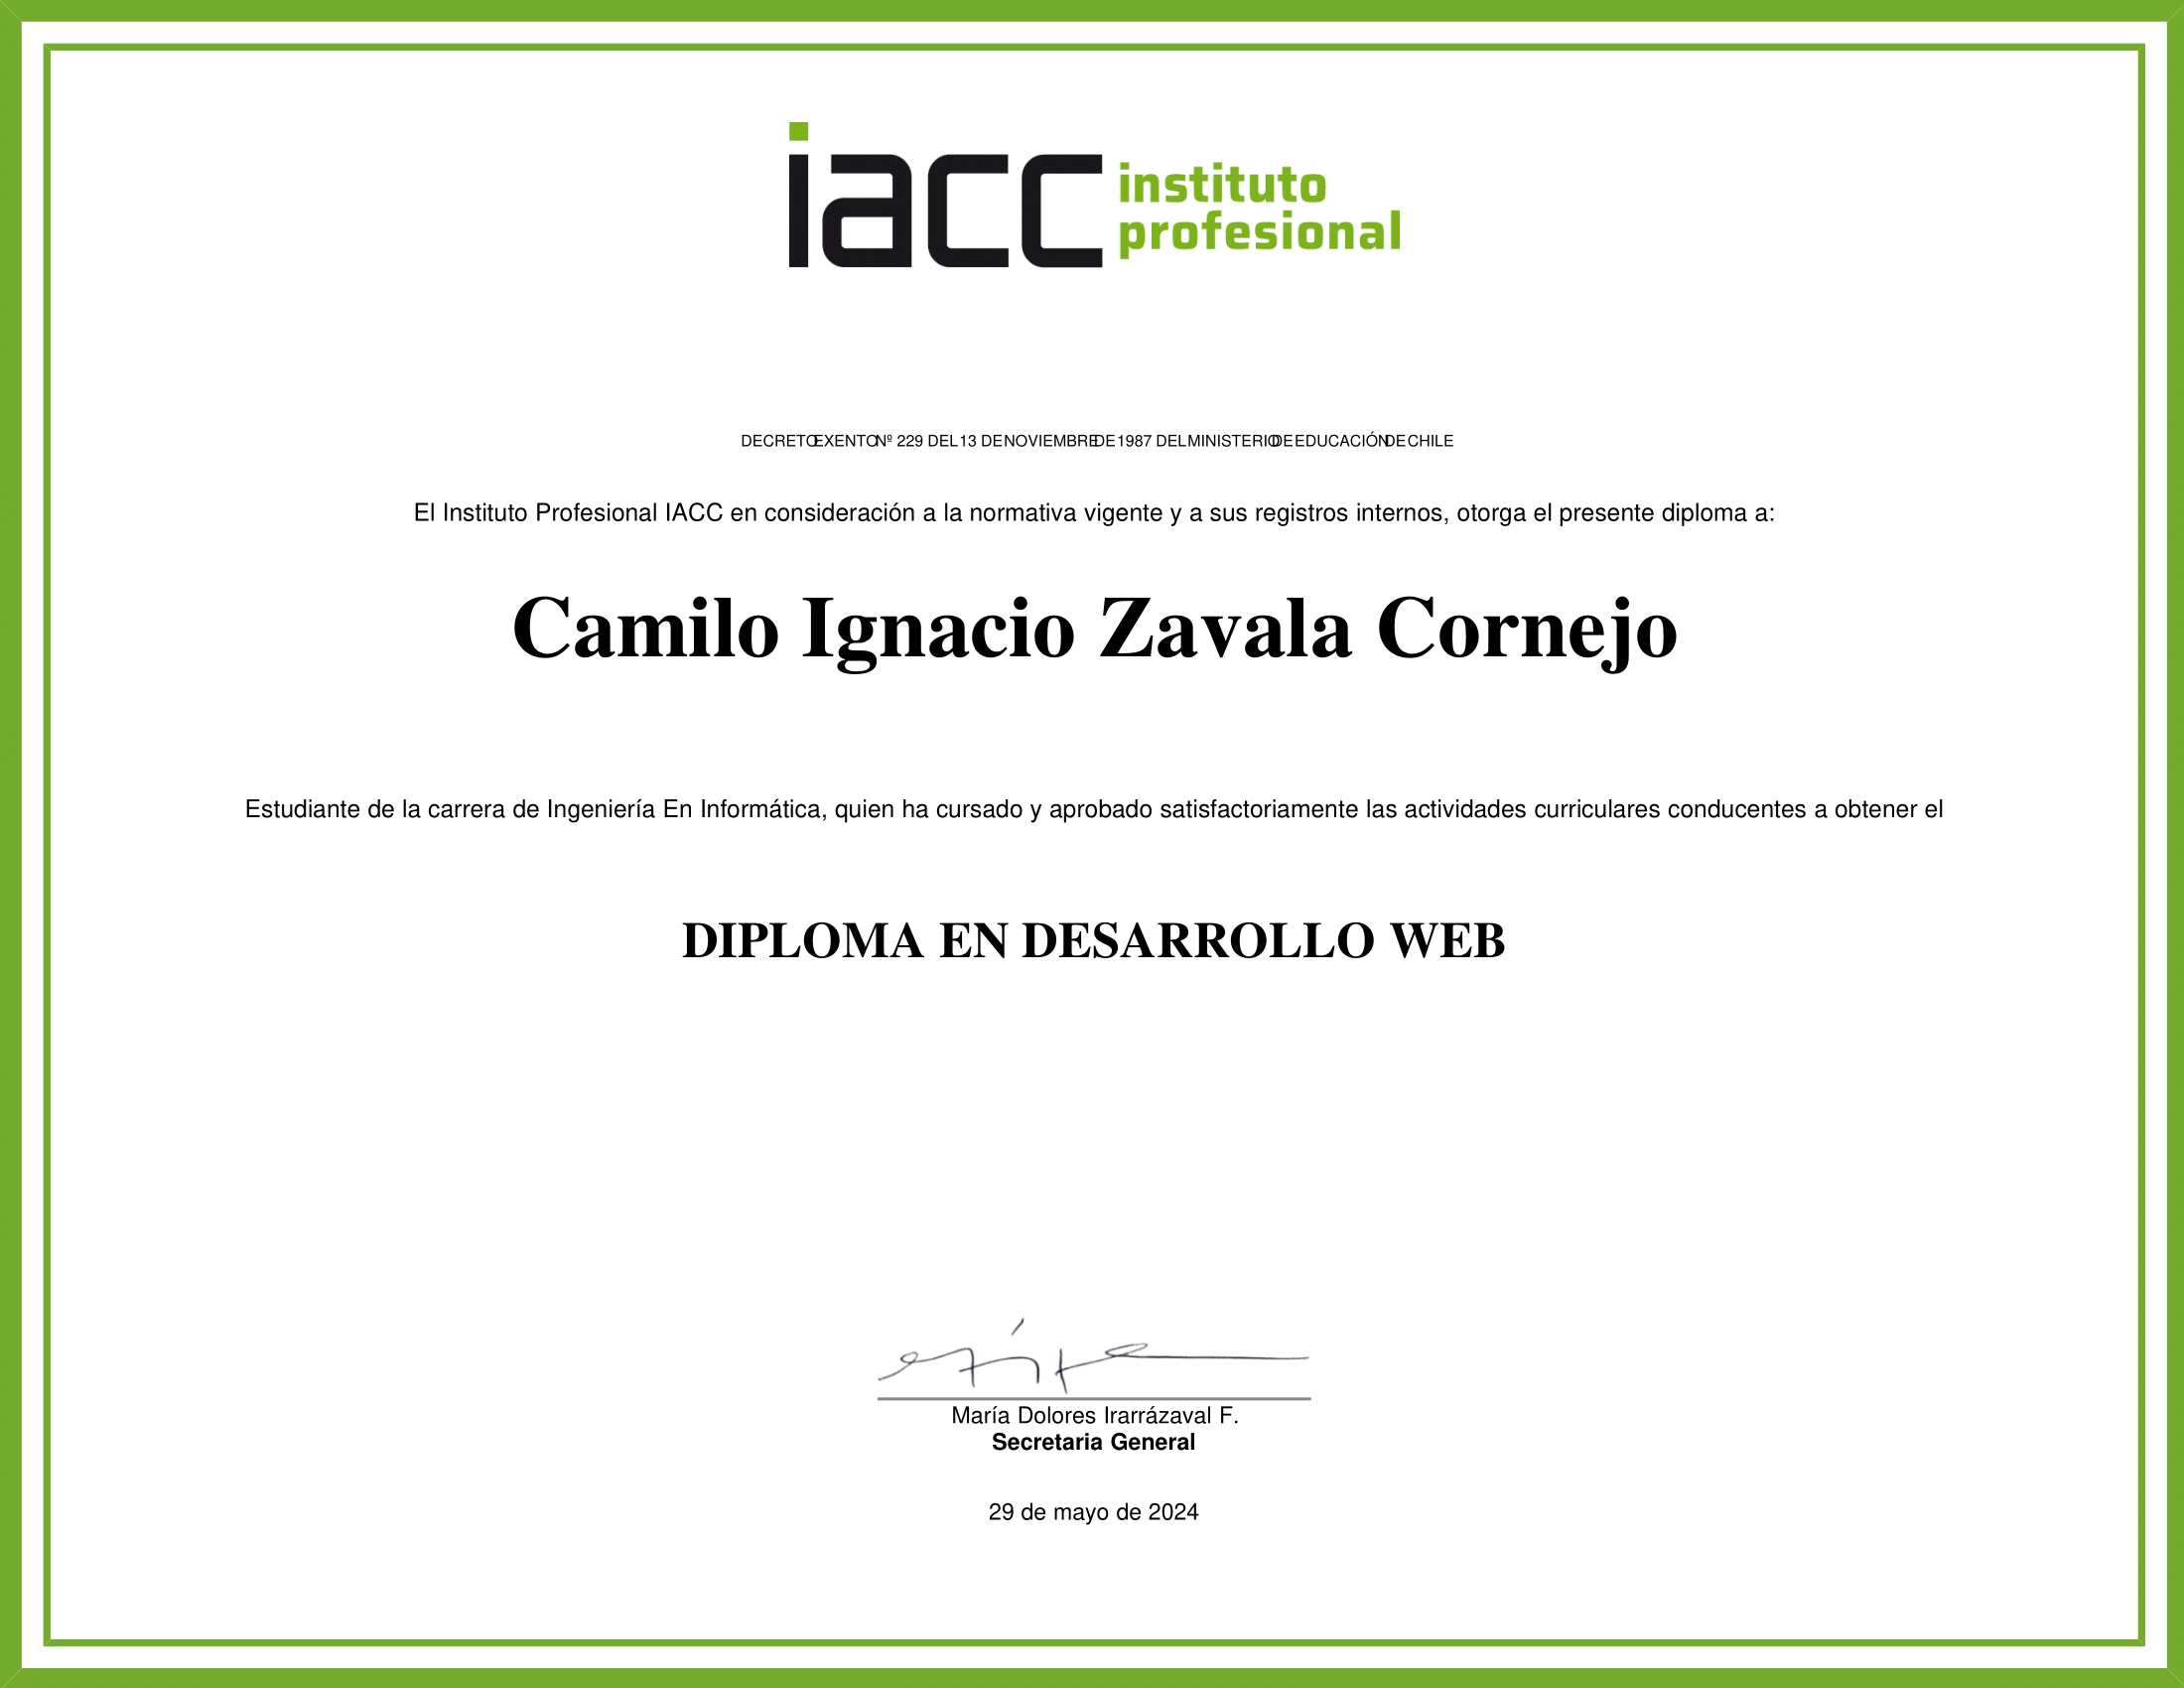 iacc instituto profesional
DECRETO EXENTO Nº 229 DEL 13 DE NOVIEMBRE DE 1987 DEL MINISTERIO DE EDUCACIÓN DE CHILE
El Instituto Profesional IACC en consideración a la normativa vigente y a sus registros internos, otorga el presente diploma a:
Camilo Ignacio Zavala Cornejo
Estudiante de la carrera de Ingeniería En Informática, quien ha cursado y aprobado satisfactoriamente las actividades curriculares conducentes a obtener el
DIPLOMA EN DESARROLLO WEB
María Dolores Irarrázaval F.
Secretaria General
29 de mayo de 2024